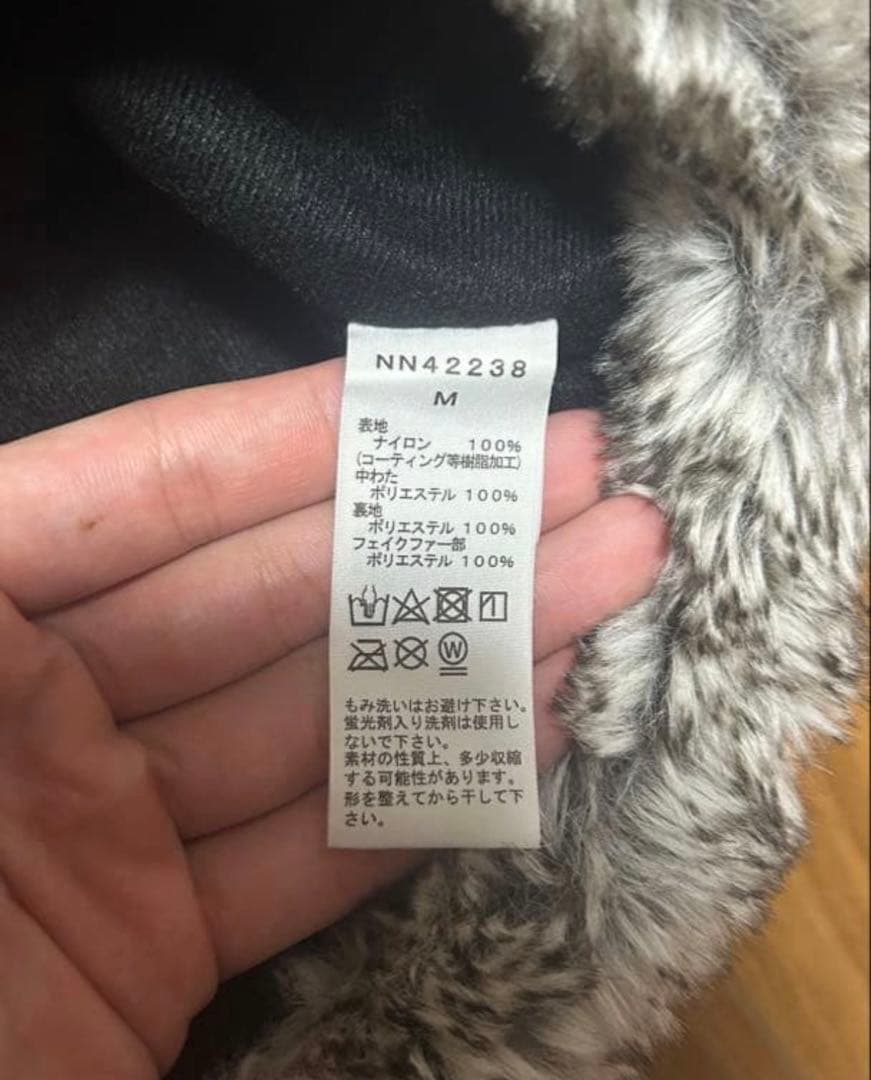 NN42238
M
表地
ナイロン 100%
(コーティング等樹脂加工)
中わた
ポリエステル 100%
裏地
ポリエステル 100%
フェイクファー部
ポリエステル 100%
W
もみ洗いはお避け下さい。
蛍光剤入り洗剤は使用し
ないで下さい。
素材の性質上、多少収縮
する可能性があります。
形を整えてから干して下
さい。